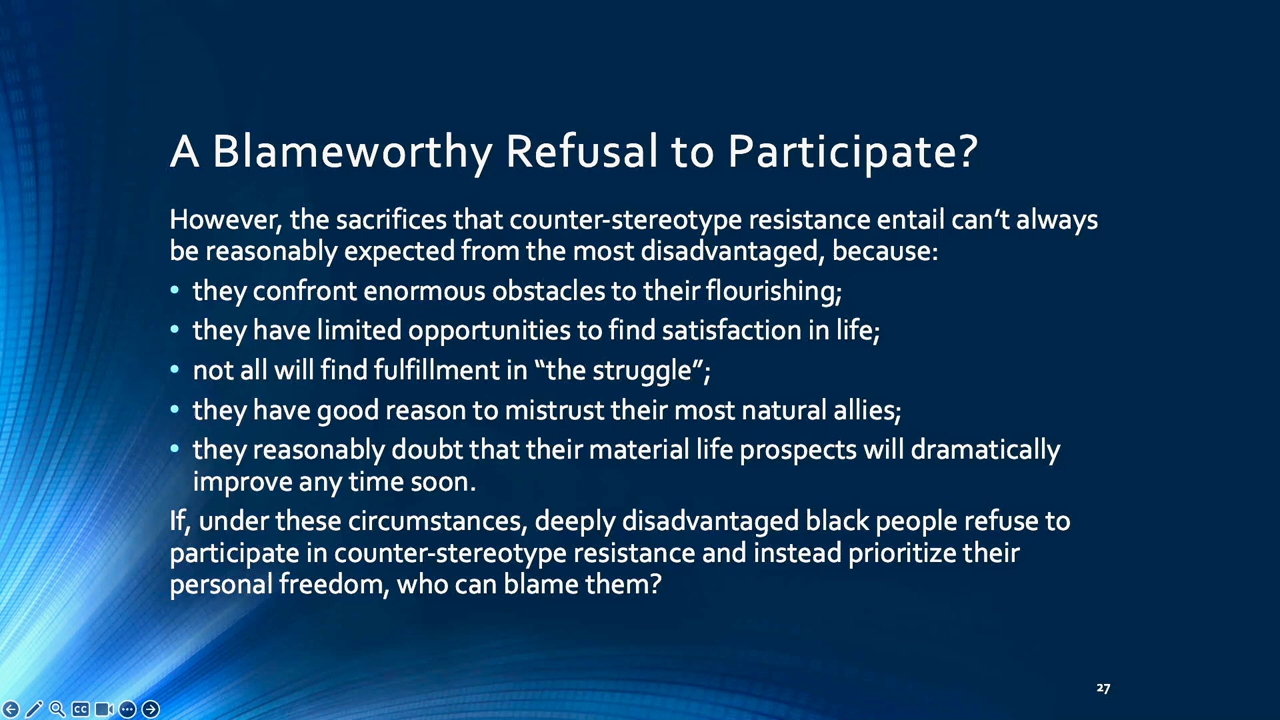 A Blameworthy Refusal to Participate?
However, the sacrifices that counter-stereotype resistance entail can’t always
be reasonably expected from the most disadvantaged, because:
• they confront enormous obstacles to their flourishing;
• they have limited opportunities to find satisfaction in life;
• not all will find fulfillment in “the struggle”;
• they have good reason to mistrust their most natural allies;
• they reasonably doubt that their material life prospects will dramatically
improve any time soon.
If, under these circumstances, deeply disadvantaged black people refuse to
participate in counter-stereotype resistance and instead prioritize their
personal freedom, who can blame them?
27
CC